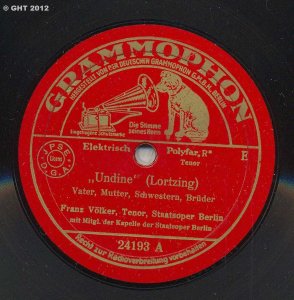 © GHT 2012
GRAMMOPHON
HERGESTELLT VON DER DEUTSCHEN GRAMMOPHON G.M.B.H. BERLIN
Die Stimme
seines Herrn
Eingetragene Schutzmarke
Elektrisch
Polyfar, R*
E
Tenor
„Undine" (Lortzing)
Vater, Mutter, Schwestern, Brüder
Franz Völker, Tenor, Staatsoper Berlin
mit Mitgl. der Kapelle der Staatsoper Berlin
24193 A
Recht zur Radioverbreitung vorbehalten